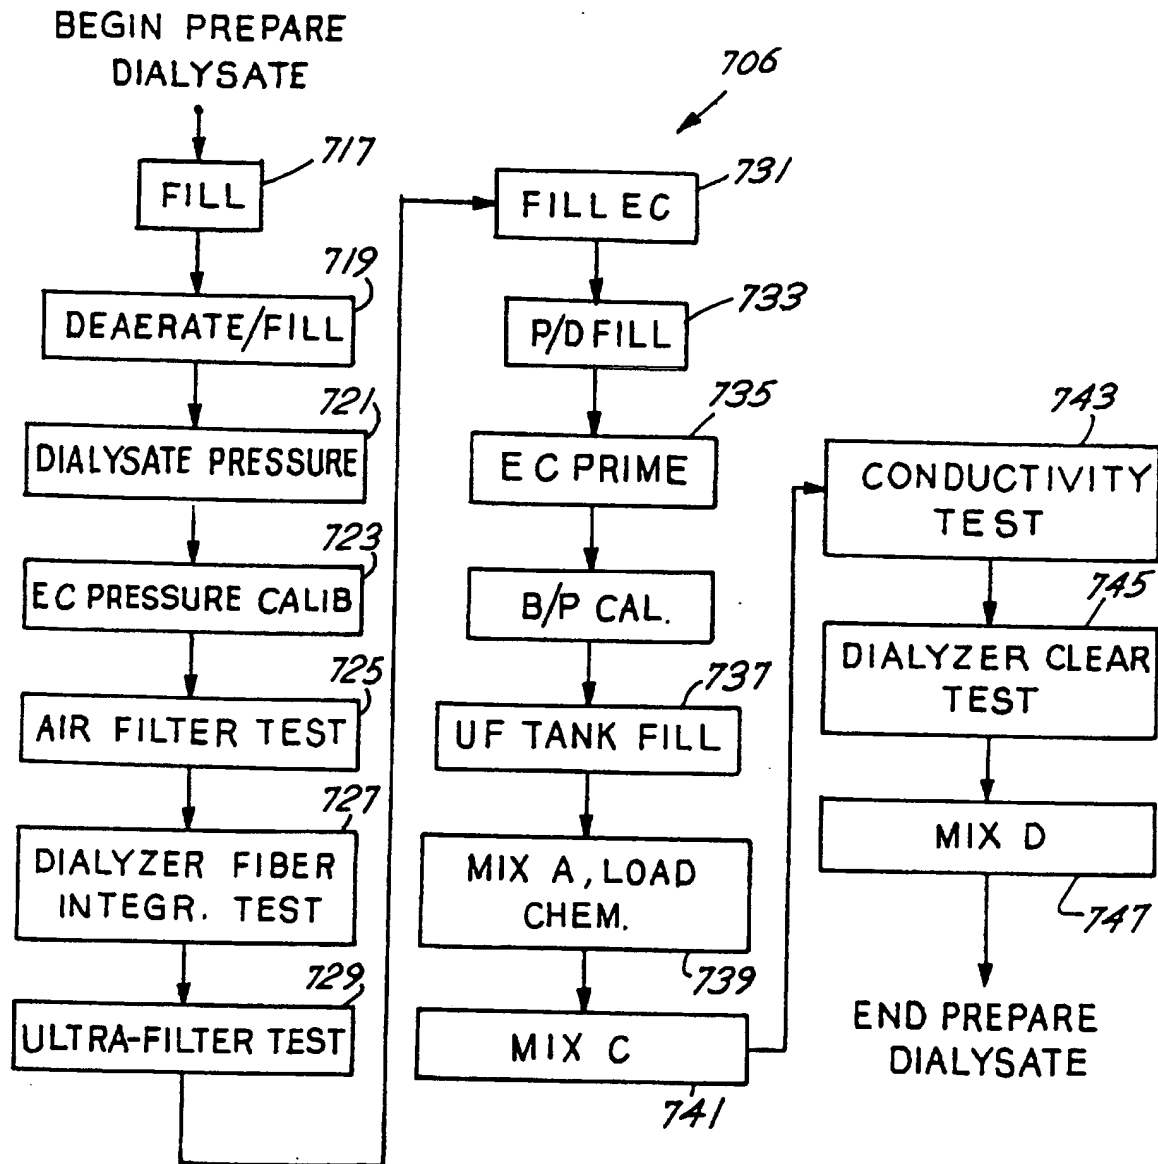 BEGIN PREPARE
DIALYSATE
717
FILL
719
DEAERATE/FILL
721
DIALYSATE PRESSURE
723
EC PRESSURE CALIB
725
AIR FILTER TEST
727
DIALYZER FIBER
INTEGR. TEST
729
ULTRA-FILTER TEST
706
731
FILL EC
733
P/D FILL
735
EC PRIME
B/P CAL.
737
UF TANK FILL
MIX A, LOAD
CHEM.
739
MIX C
741
743
CONDUCTIVITY
TEST
745
DIALYZER CLEAR
TEST
MIX D
747
END PREPARE
DIALYSATE